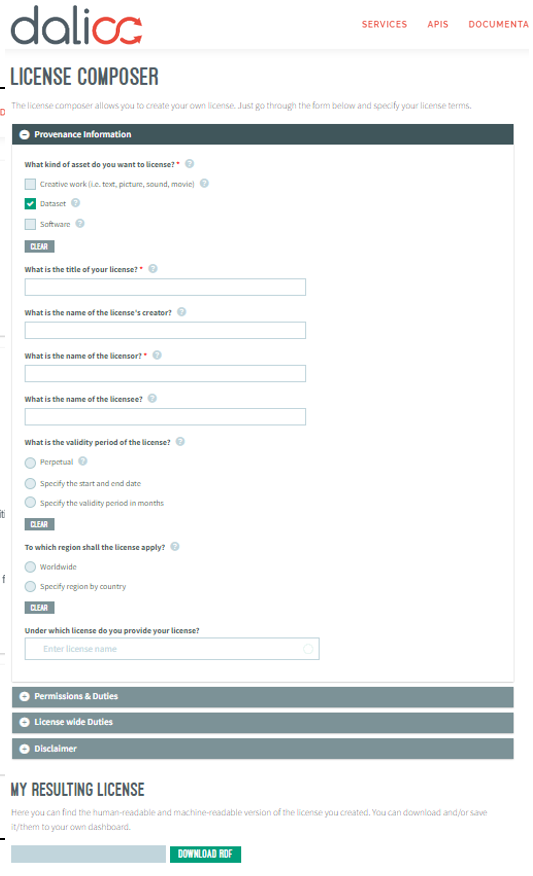 dalicc
SERVICES APIS DOCUMENTA
LICENSE COMPOSER
The license composer allows you to create your own license. Just go through the form below and specify your license terms.
Provenance Information
What kind of asset do you want to license? * ?
Creative work (i.e. text, picture, sound, movie) ?
Dataset ?
Software ?
CLEAR
What is the title of your license? * ?
What is the name of the license's creator? ?
What is the name of the licensor? * ?
What is the name of the licensee? ?
What is the validity period of the license? ?
Perpetual ?
Specify the start and end date
Specify the validity period in months
CLEAR
To which region shall the license apply? ?
Worldwide
Specify region by country
CLEAR
Under which license do you provide your license?
Enter license name
Permissions & Duties
License wide Duties
Disclaimer
MY RESULTING LICENSE
Here you can find the human-readable and machine-readable version of the license you created. You can download and/or save
it/them to your own dashboard.
DOWNLOAD RDF